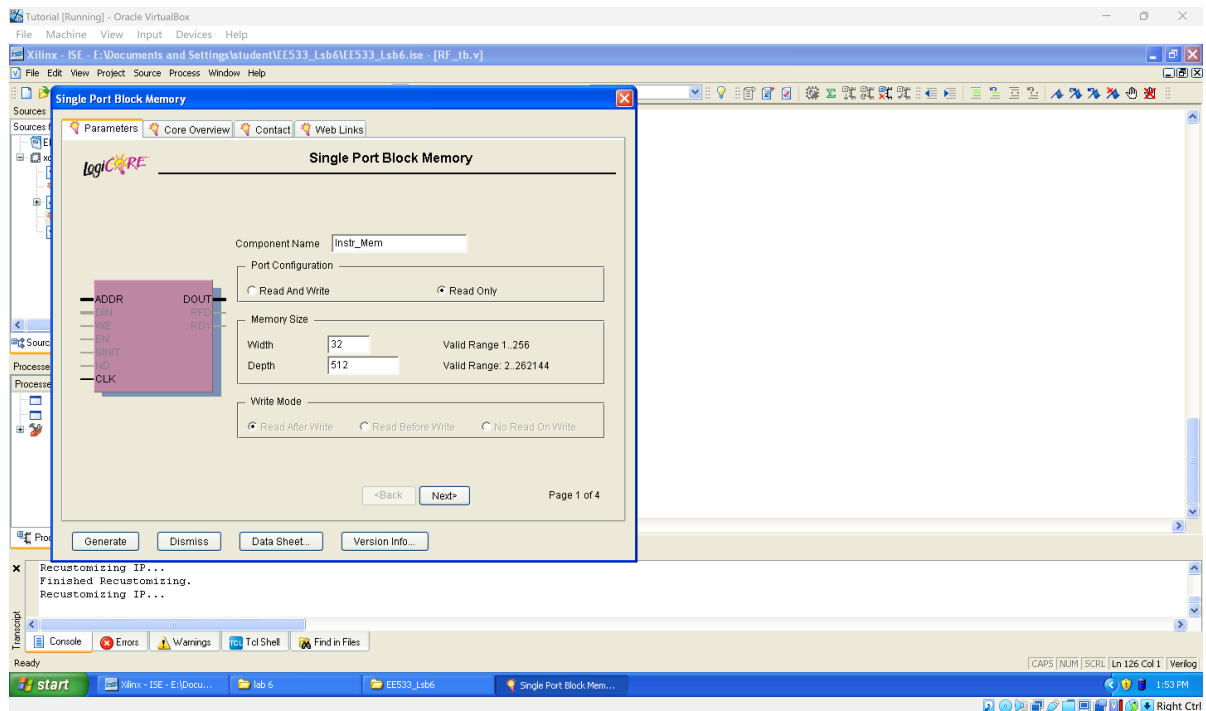 Tutorial [Running] - Oracle VirtualBox
File Machine View Input Devices Help
Xilinx - ISE - E:\Documents and Settings\student\EE533_Lsb6\EE533_Lsb6.ise - [RF_tb.v]
File Edit View Project Source Process Window Help
Single Port Block Memory
Sources
Sources f
Parameters Core Overview Contact Web Links
LogiCORE
Single Port Block Memory
Component Name Instr_Mem
Port Configuration
Read And Write Read Only
ADDR DOUT
DIN RFD
WE RDY
EN
SINIT
ND
CLK
Memory Size
Width 32 Valid Range 1..256
Depth 512 Valid Range: 2..262144
Write Mode
Read After Write Read Before Write No Read On Write
<Back Next> Page 1 of 4
Generate Dismiss Data Sheet... Version Info...
Sourc
Processe
Processe
Proc
Recustomizing IP...
Finished Recustomizing.
Recustomizing IP...
Transcript
Console Errors Warnings Tcl Shell Find in Files
Ready
CAPS NUM SCRL Ln 126 Col 1 Verilog
start Xilinx - ISE - E:\Docu... lab 6 EE533_Lsb6 Single Port Block Mem... 1:53 PM
Right Ctrl